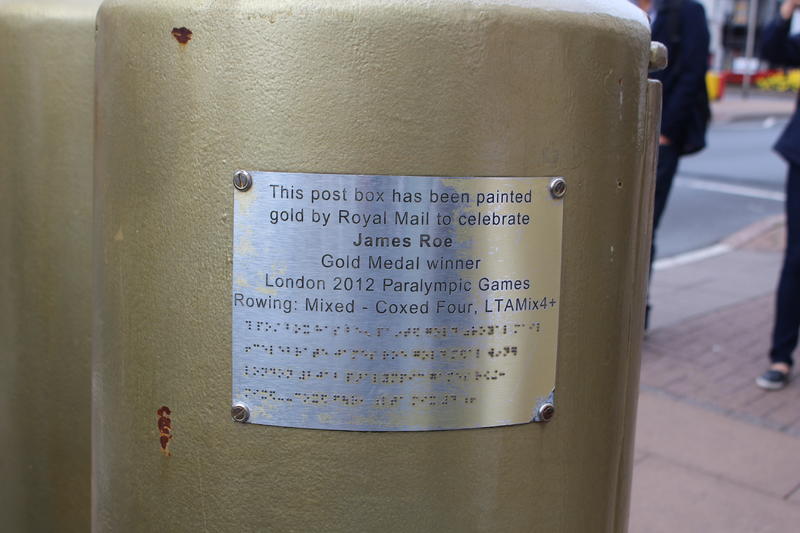 This post box has been painted
gold by Royal Mail to celebrate
James Roe
Gold Medal winner
London 2012 Paralympic Games
Rowing: Mixed - Coxed Four, LTAMix4+